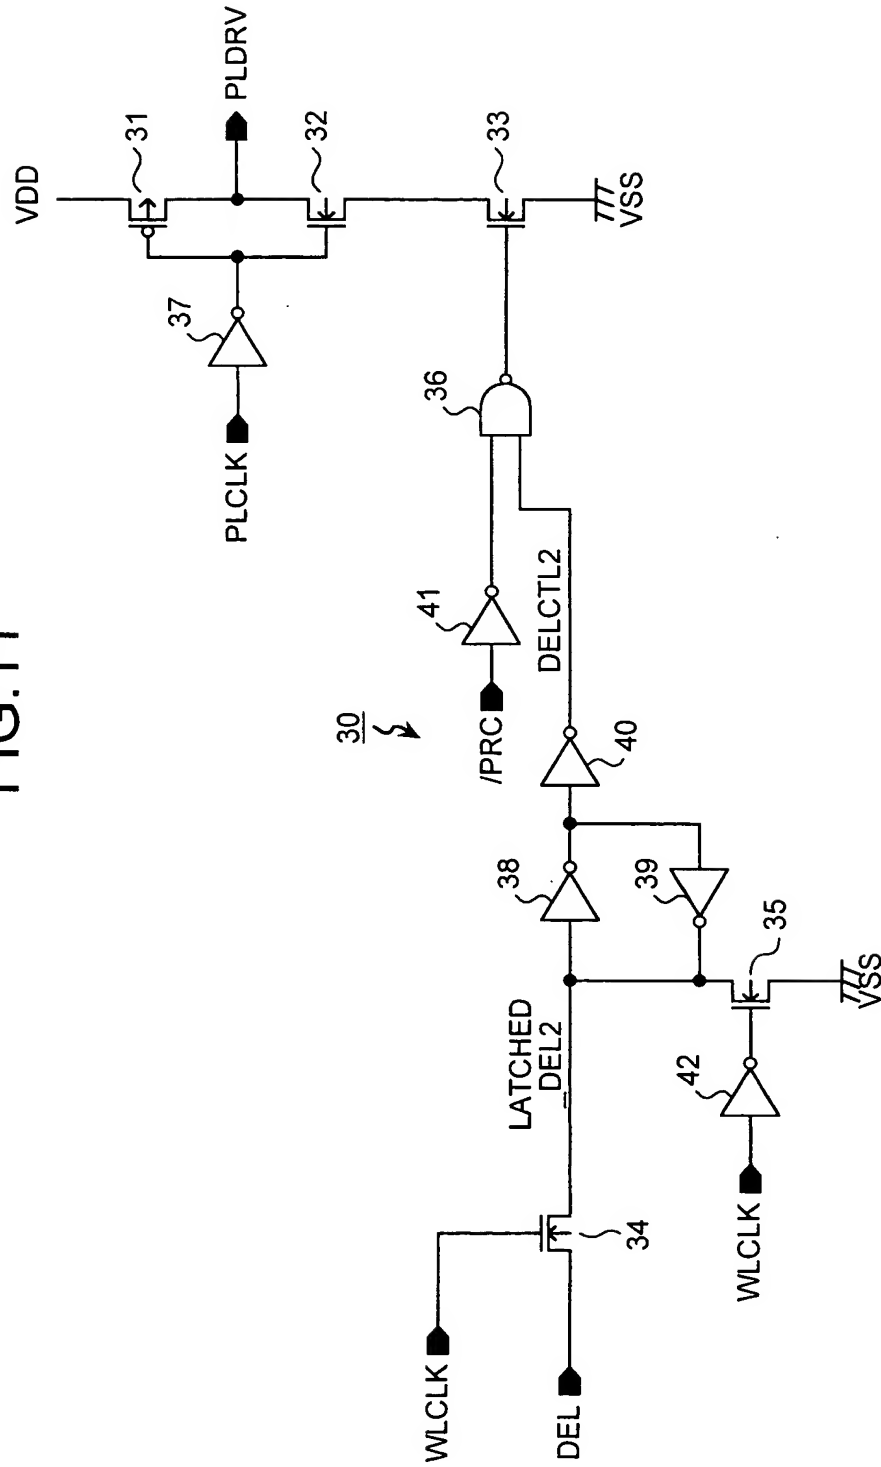 FIG.11
VDD
31
PLDRV
32
33
VSS
37
PLCLK
36
41
/PRC
DELCTL2
30
40
38
39
35
VSS
LATCHED
DEL2
42
WLCLK
34
WLCLK
DEL